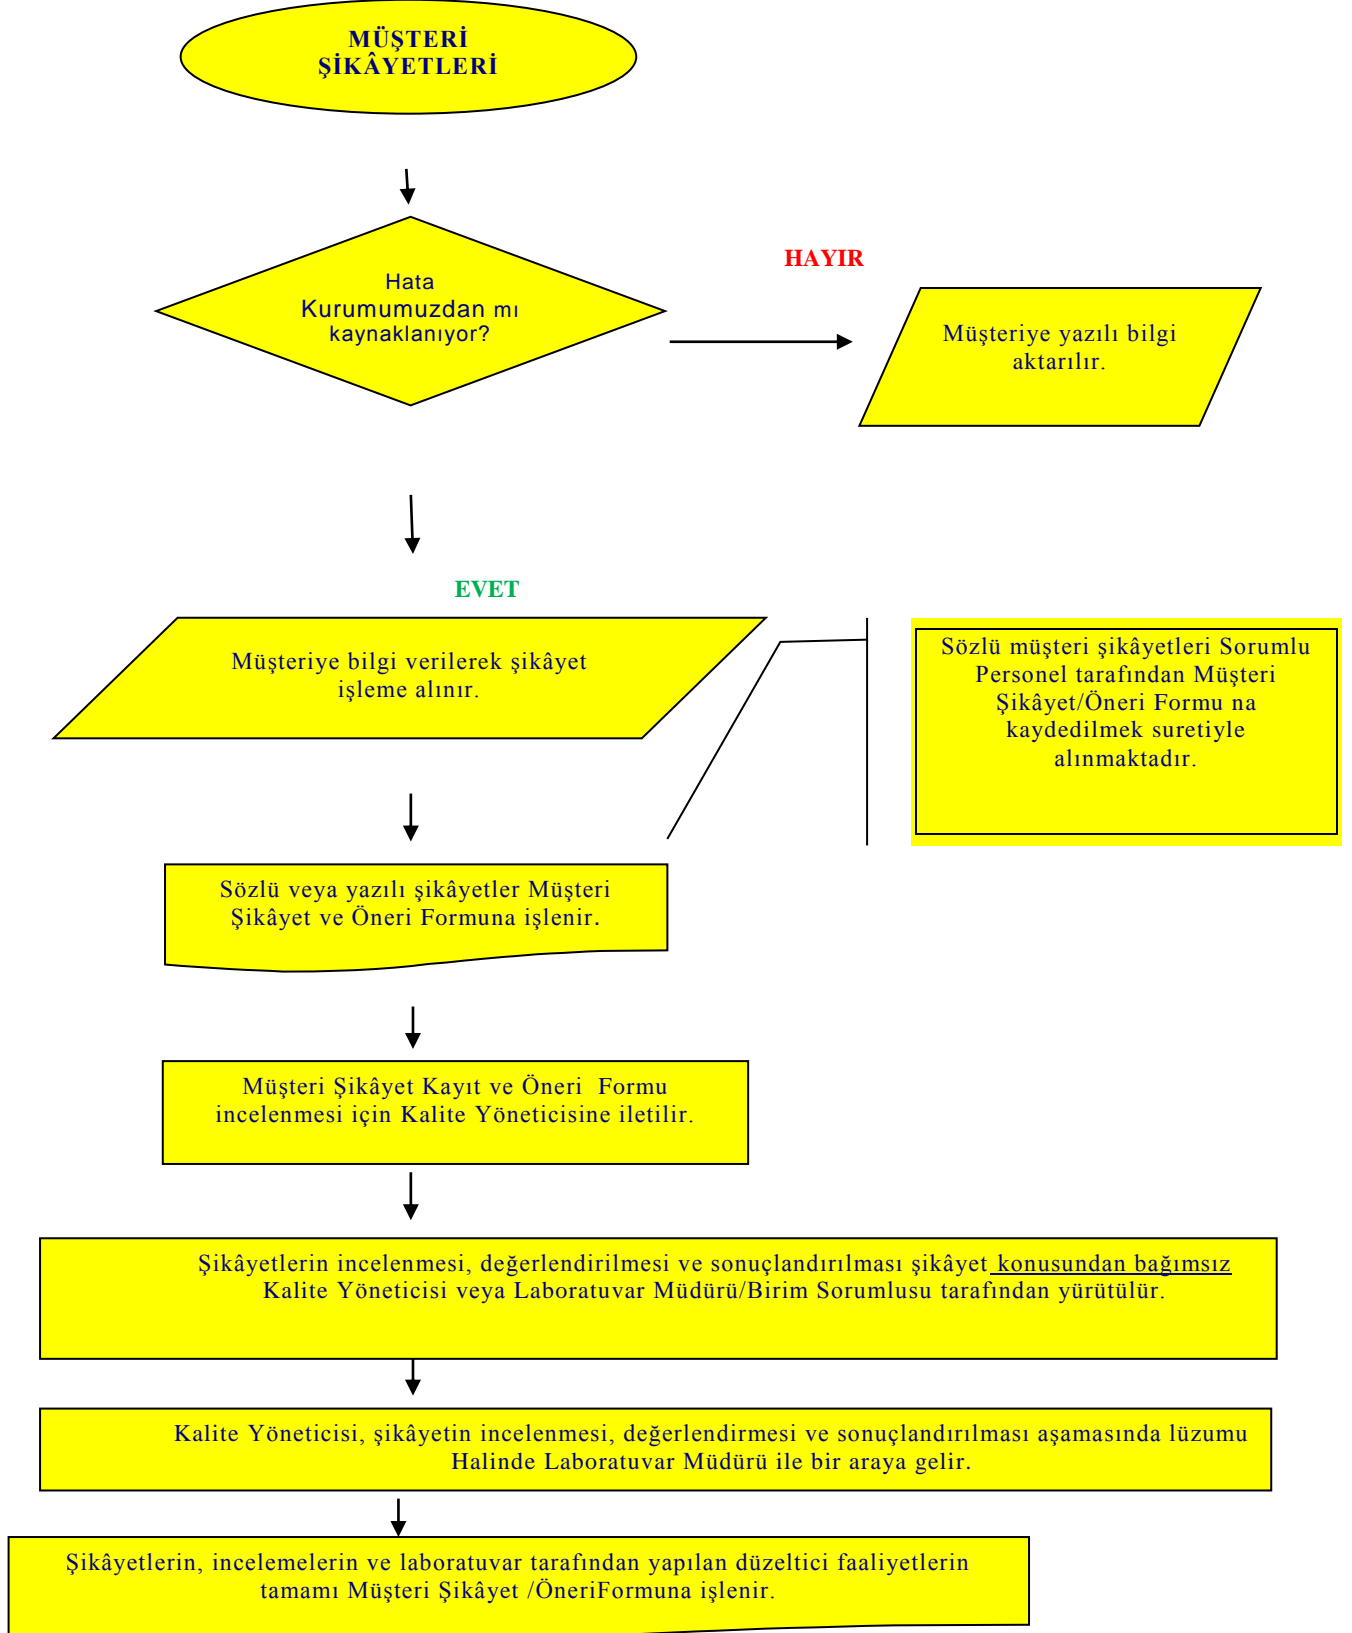 MÜŞTERİ
ŞİKÂYETLERİ
Hata
Kurumumuzdan mı
kaynaklanıyor?
HAYIR
Müşteriye yazılı bilgi
aktarılır.
EVET
Müşteriye bilgi verilerek şikâyet
işleme alınır.
Sözlü müşteri şikâyetleri Sorumlu
Personel tarafından Müşteri
Şikâyet/Öneri Formu na
kaydedilmek suretiyle
alınmaktadır.
Sözlü veya yazılı şikâyetler Müşteri
Şikâyet ve Öneri Formuna işlenir.
Müşteri Şikâyet Kayıt ve Öneri  Formu
incelenmesi için Kalite Yöneticisine iletilir.
Şikâyetlerin incelenmesi, değerlendirilmesi ve sonuçlandırılması şikâyet konusundan bağımsız
Kalite Yöneticisi veya Laboratuvar Müdürü/Birim Sorumlusu tarafından yürütülür.
Kalite Yöneticisi, şikâyetin incelenmesi, değerlendirmesi ve sonuçlandırılması aşamasında lüzumu
Halinde Laboratuvar Müdürü ile bir araya gelir.
Şikâyetlerin, incelemelerin ve laboratuvar tarafından yapılan düzeltici faaliyetlerin
tamamı Müşteri Şikâyet /ÖneriFormuna işlenir.